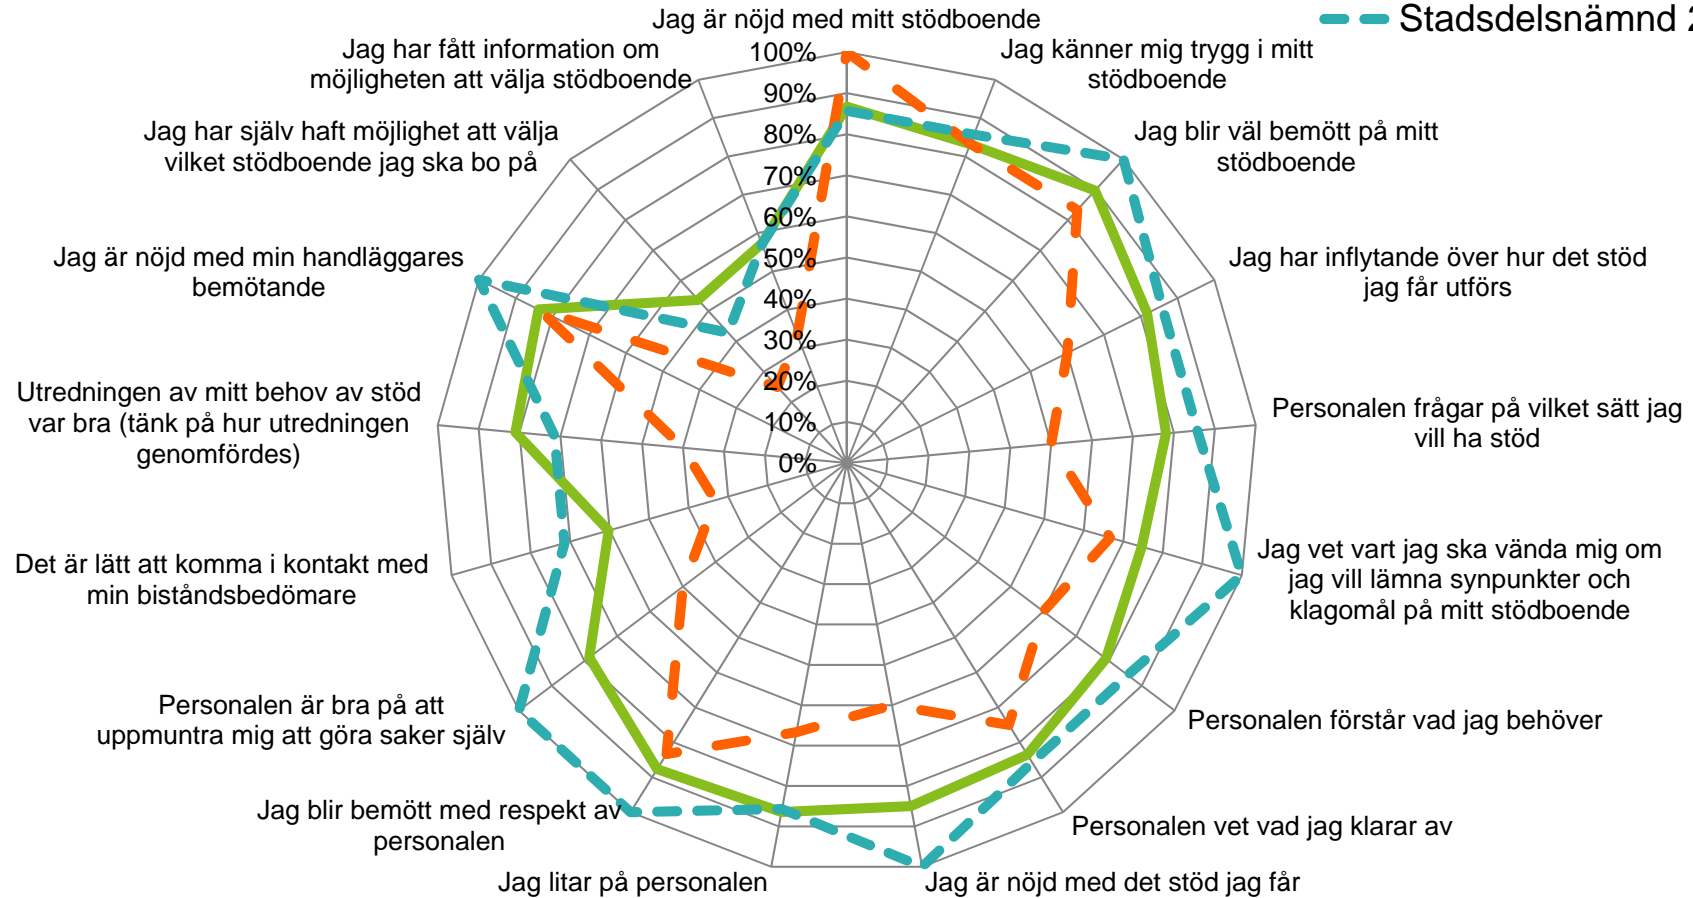 Jag är nöjd med mitt stödboende
Stadsdelsnämnd
Jag har fått information om
möjligheten att välja stödboende
Jag känner mig trygg i mitt
stödboende
Jag har själv haft möjlighet att välja
vilket stödboende jag ska bo på
Jag blir väl bemött på mitt
stödboende
Jag är nöjd med min handläggares
bemötande
Jag har inflytande över hur det stöd
jag får utförs
Utredningen av mitt behov av stöd
var bra (tänk på hur utredningen
genomfördes)
Personalen frågar på vilket sätt jag
vill ha stöd
Det är lätt att komma i kontakt med
min biståndsbedömare
Jag vet vart jag ska vända mig om
jag vill lämna synpunkter och
klagomål på mitt stödboende
Personalen är bra på att
uppmuntra mig att göra saker själv
Personalen förstår vad jag behöver
Jag blir bemött med respekt av
personalen
Personalen vet vad jag klarar av
Jag litar på personalen
Jag är nöjd med det stöd jag får
100%
90%
80%
70%
60%
50%
40%
30%
20%
10%
0%